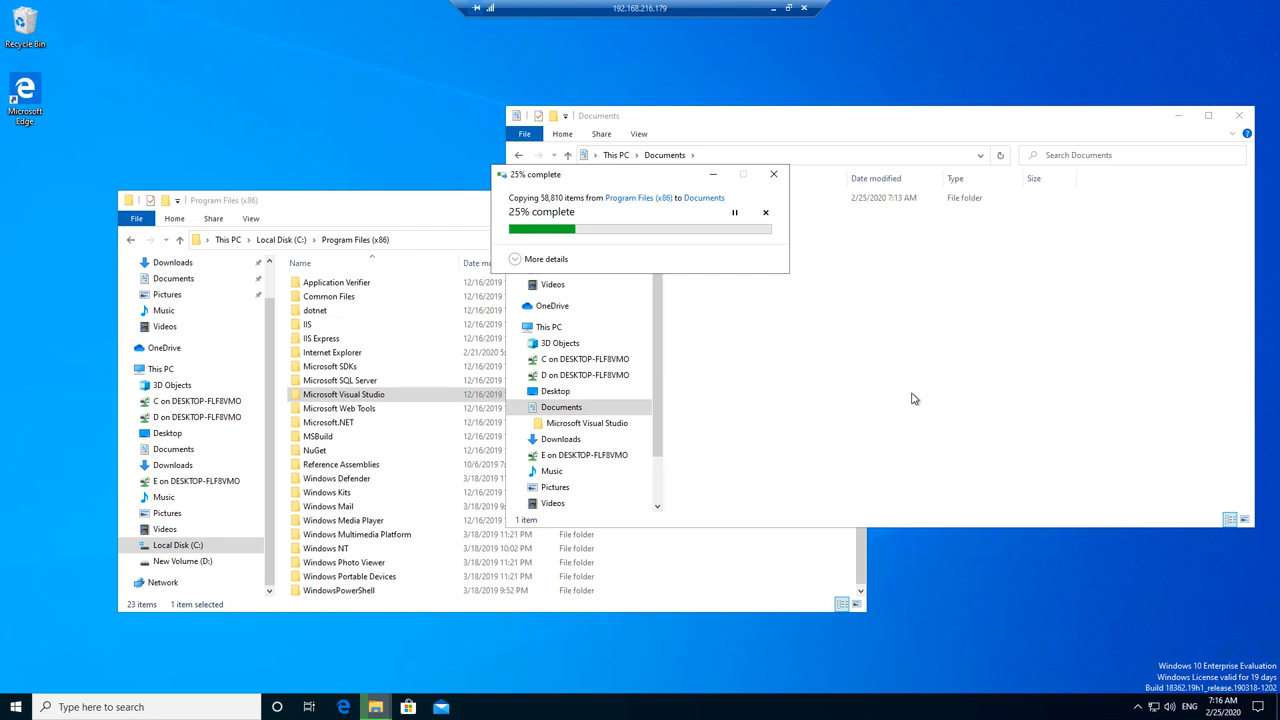 192.168.216.179
Recycle Bin
Microsoft
Edge
Documents
File Home Share View
This PC Documents
Search Documents
Date modified Type Size
2/25/2020 7:13 AM File folder
25% complete
Copying 58,810 items from Program Files (x86) to Documents
25% complete
More details
Videos
OneDrive
This PC
3D Objects
C on DESKTOP-FLF8VMO
D on DESKTOP-FLF8VMO
Desktop
Documents
Microsoft Visual Studio
Downloads
E on DESKTOP-FLF8VMO
Music
Pictures
Videos
1 item
Program Files (x86)
File Home Share View
This PC Local Disk (C:) Program Files (x86)
Downloads
Documents
Pictures
Music
Videos
OneDrive
This PC
3D Objects
C on DESKTOP-FLF8VMO
D on DESKTOP-FLF8VMO
Desktop
Documents
Downloads
E on DESKTOP-FLF8VMO
Music
Pictures
Videos
Local Disk (C:)
New Volume (D:)
Network
Name Date mo
Application Verifier 12/16/2019
Common Files 12/16/2019
dotnet 12/16/2019
IIS 12/16/2019
IIS Express 12/16/2019
Internet Explorer 2/21/2020 5:
Microsoft SDKs 12/16/2019
Microsoft SQL Server 12/16/2019
Microsoft Visual Studio 12/16/2019
Microsoft Web Tools 12/16/2019
Microsoft.NET 12/16/2019
MSBuild 12/16/2019
NuGet 12/16/2019
Reference Assemblies 10/6/2019 7:
Windows Defender 3/18/2019 11
Windows Kits 12/16/2019
Windows Mail 3/18/2019 9:
Windows Media Player 12/16/2019
Windows Multimedia Platform 3/18/2019 11:21 PM File folder
Windows NT 3/18/2019 10:02 PM File folder
Windows Photo Viewer 3/18/2019 11:21 PM File folder
Windows Portable Devices 3/18/2019 11:21 PM File folder
WindowsPowerShell 3/18/2019 9:52 PM File folder
23 items 1 item selected
Windows 10 Enterprise Evaluation
Windows License valid for 19 days
Build 18362.19h1_release.190318-1202
Type here to search
ENG
7:16 AM
2/25/2020